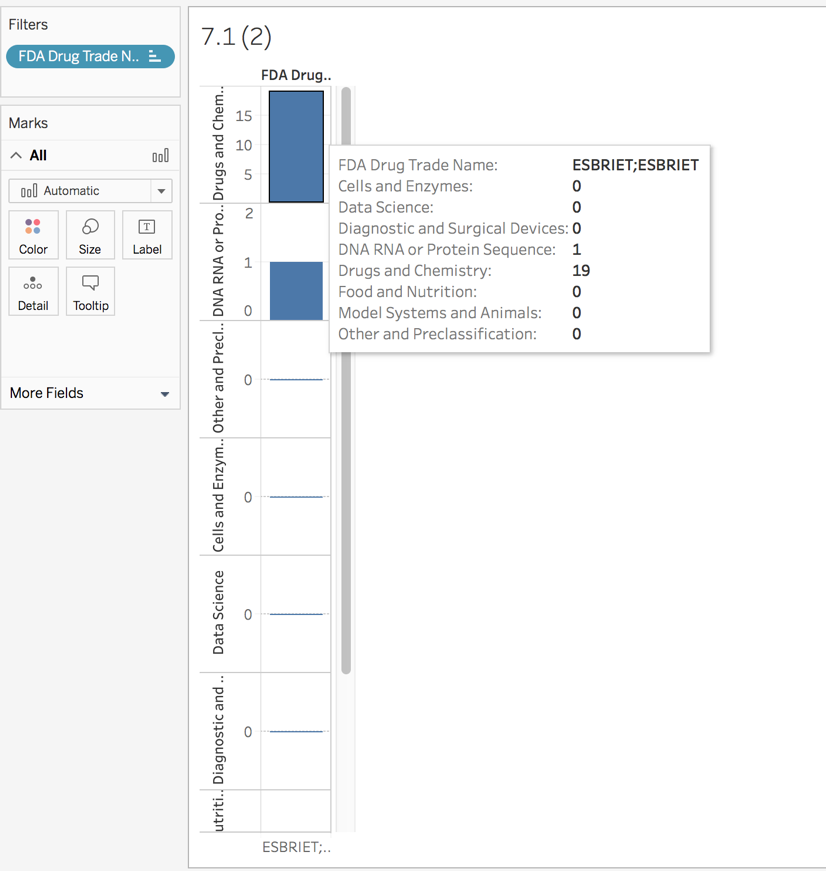 Filters
FDA Drug Trade N..
Marks
All
Automatic
Color
Size
Label
T
Detail
Tooltip
More Fields
7.1 (2)
FDA Drug..
Drugs and Chem..
15
10
5
DNA RNA or Pro..
2
1
0
Other and Precl..
0
Cells and Enzym..
0
Data Science
0
Diagnostic and ..
0
utriti..
ESBRIET;..
FDA Drug Trade Name: ESBRIET;ESBRIET
Cells and Enzymes: 0
Data Science: 0
Diagnostic and Surgical Devices: 0
DNA RNA or Protein Sequence: 1
Drugs and Chemistry: 19
Food and Nutrition: 0
Model Systems and Animals: 0
Other and Preclassification: 0